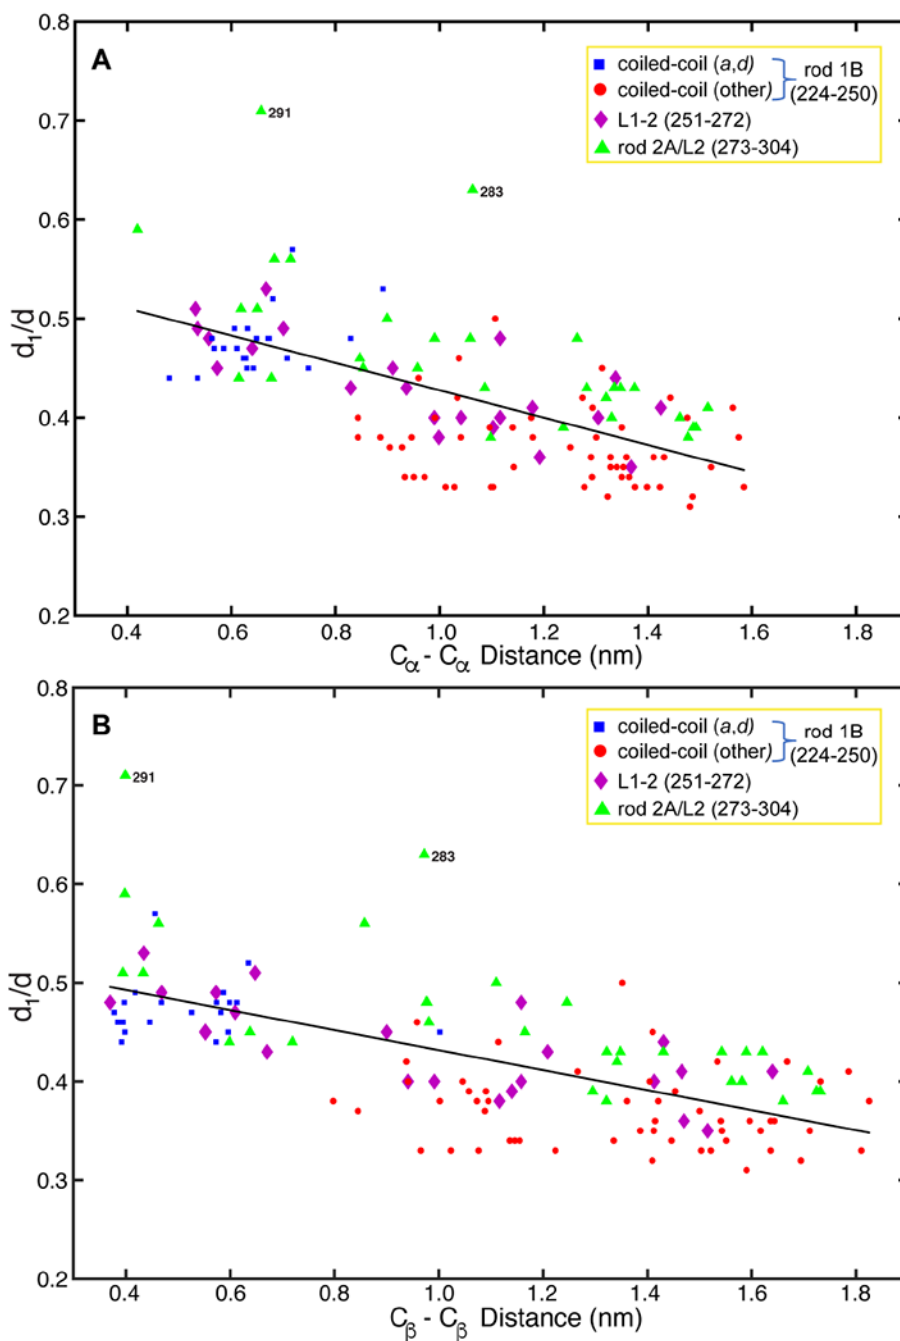 A
0.8
0.7
0.6
0.5
0.4
0.3
0.2
d₁/d
coiled-coil (a,d)
coiled-coil (other)
rod 1B
(224-250)
L1-2 (251-272)
rod 2A/L2 (273-304)
291
283
0.4 0.6 0.8 1.0 1.2 1.4 1.6 1.8
Cα - Cα Distance (nm)
B
0.8
0.7
0.6
0.5
0.4
0.3
0.2
d₁/d
coiled-coil (a,d)
coiled-coil (other)
rod 1B
(224-250)
L1-2 (251-272)
rod 2A/L2 (273-304)
291
283
0.4 0.6 0.8 1.0 1.2 1.4 1.6 1.8
Cβ - Cβ Distance (nm)